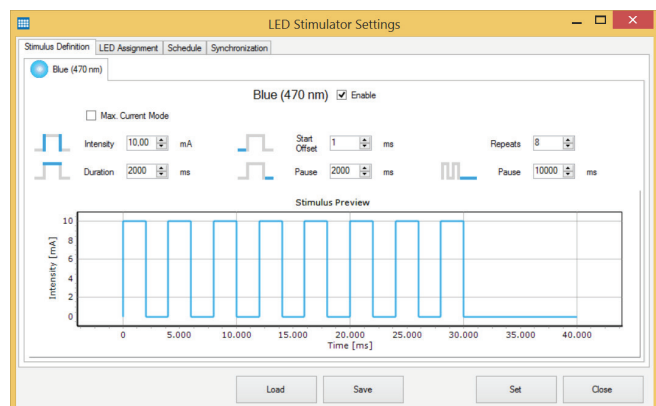 LED Stimulator Settings
Stimulus Definition LED Assignment Schedule Synchronization
Blue (470 nm)
Blue (470 nm) Enable
Max. Current Mode
Intensity 10,00 mA Start Offset 1 ms Repeats 8
Duration 2000 ms Pause 2000 ms Pause 10000 ms
Stimulus Preview
Intensity [mA]
10
8
6
4
2
0
0 5.000 10.000 15.000 20.000 25.000 30.000 35.000 40.000
Time [ms]
Load Save Set Close